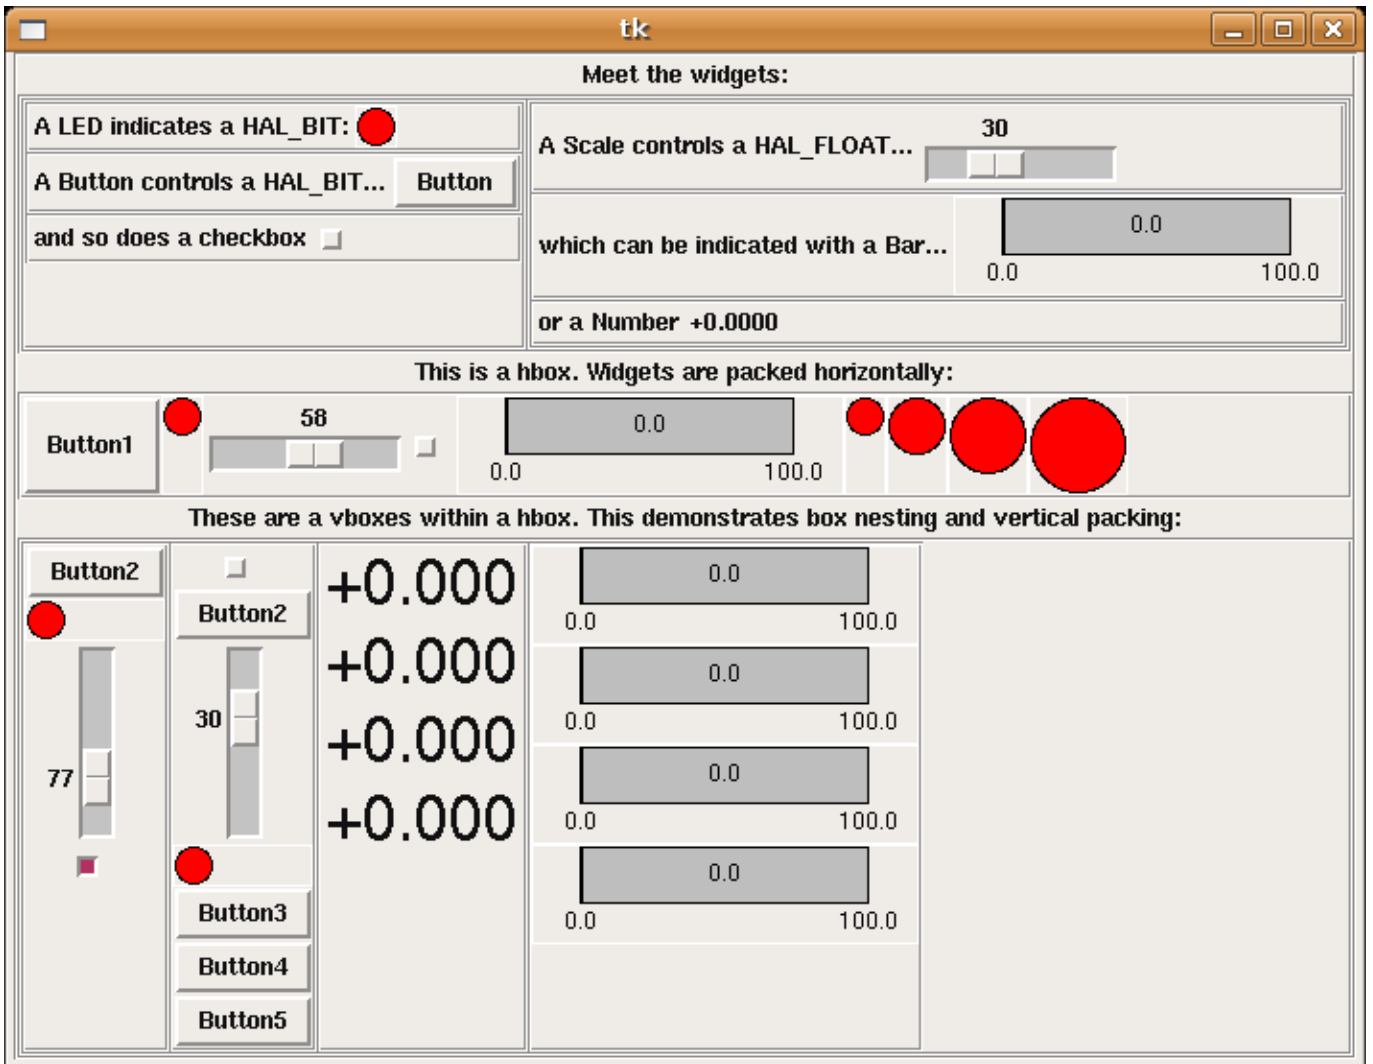 tk
Meet the widgets:
A LED indicates a HAL_BIT:
A Button controls a HAL_BIT... Button
and so does a checkbox
A Scale controls a HAL_FLOAT... 30
which can be indicated with a Bar... 0.0
0.0 100.0
or a Number +0.0000
This is a hbox. Widgets are packed horizontally:
Button1 58 0.0
0.0 100.0
These are a vboxes within a hbox. This demonstrates box nesting and vertical packing:
Button2
77
Button2
30
Button3
Button4
Button5
+0.000
+0.000
+0.000
+0.000
0.0
0.0 100.0
0.0
0.0 100.0
0.0
0.0 100.0
0.0
0.0 100.0